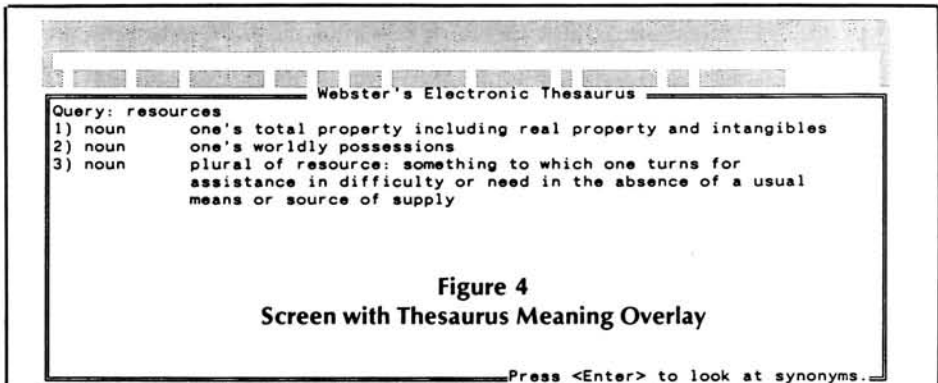 Webster's Electronic Thesaurus
Query: resources
1) noun one's total property including real property and intangibles
2) noun one's worldly possessions
3) noun plural of resource: something to which one turns for
assistance in difficulty or need in the absence of a usual
means or source of supply
Figure 4
Screen with Thesaurus Meaning Overlay
Press <Enter> to look at synonyms.